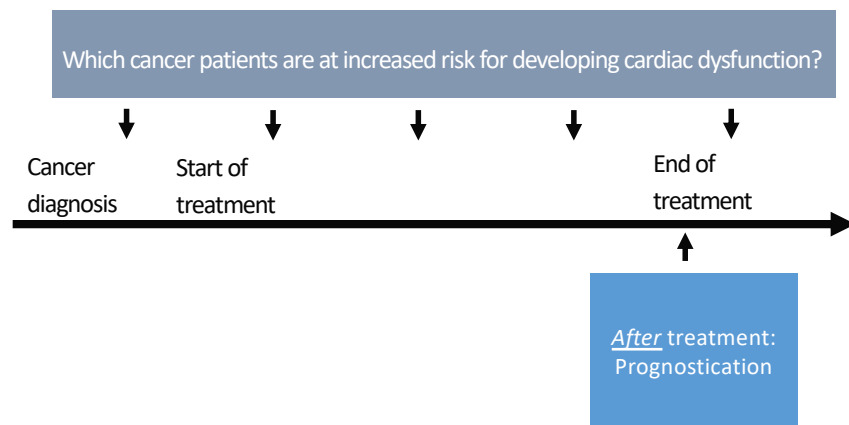 Which cancer patients are at increased risk for developing cardiac dysfunction?
Cancer
diagnosis
Start of
treatment
End of
treatment
After treatment:
Prognostication